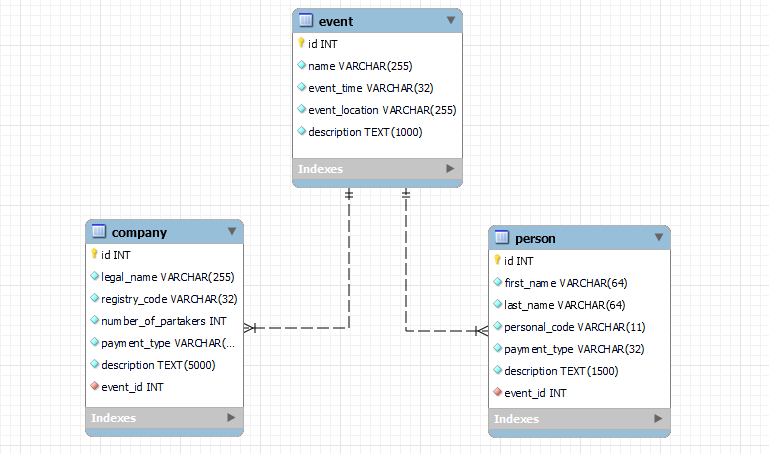 event
id INT
name VARCHAR(255)
event_time VARCHAR(32)
event_location VARCHAR(255)
description TEXT(1000)
Indexes
company
id INT
legal_name VARCHAR(255)
registry_code VARCHAR(32)
number_of_partakers INT
payment_type VARCHAR(...
description TEXT(5000)
event_id INT
Indexes
person
id INT
first_name VARCHAR(64)
last_name VARCHAR(64)
personal_code VARCHAR(11)
payment_type VARCHAR(32)
description TEXT(1500)
event_id INT
Indexes